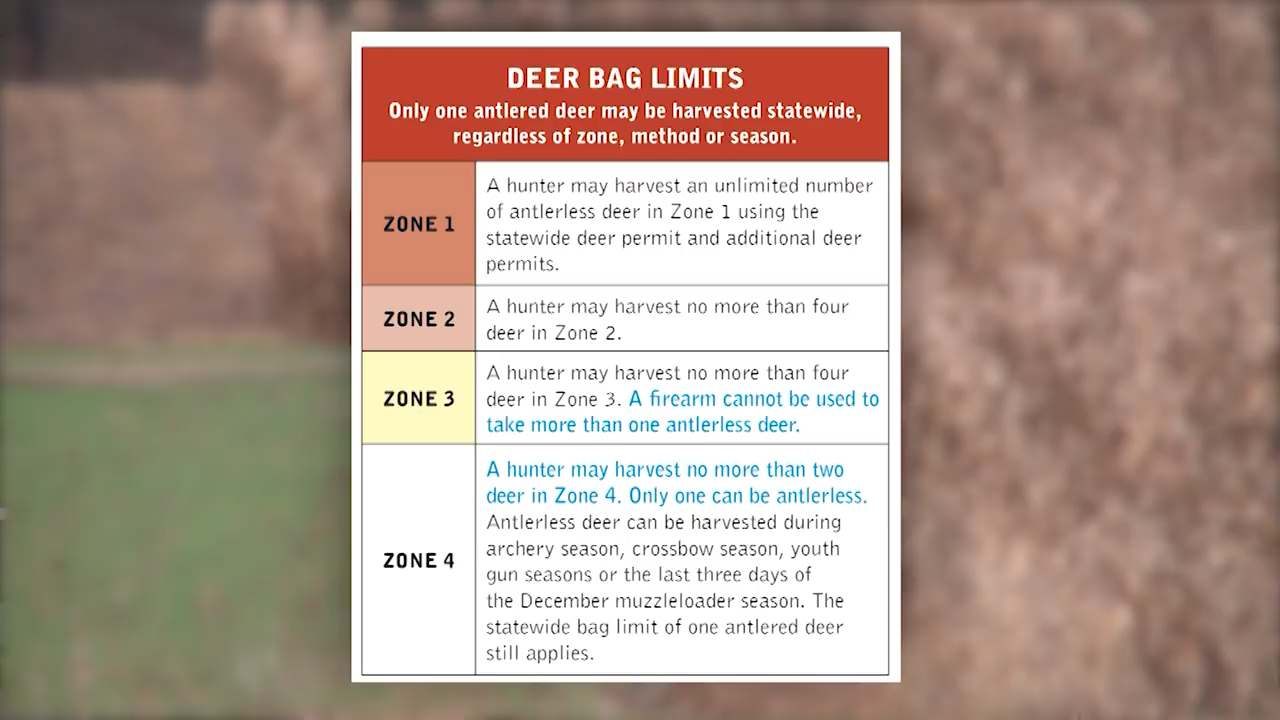 DEER BAG LIMITS
Only one antlered deer may be harvested statewide,
regardless of zone, method or season.
ZONE 1
A hunter may harvest an unlimited number
of antlerless deer in Zone 1 using the
statewide deer permit and additional deer
permits.
ZONE 2
A hunter may harvest no more than four
deer in Zone 2.
ZONE 3
A hunter may harvest no more than four
deer in Zone 3. A firearm cannot be used to
take more than one antlerless deer.
ZONE 4
A hunter may harvest no more than two
deer in Zone 4. Only one can be antlerless.
Antlerless deer can be harvested during
archery season, crossbow season, youth
gun seasons or the last three days of
the December muzzleloader season. The
statewide bag limit of one antlered deer
still applies.